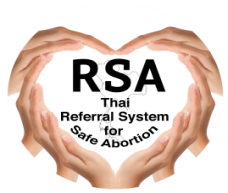 RSA
Thai
Referral System
for
Safe Abortion